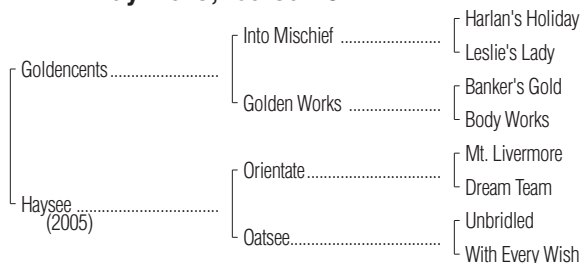 Harlan's Holiday
Into Mischief
Leslie's Lady
Goldencents
Banker's Gold
Golden Works
Body Works
Mt. Livermore
Orientate
Dream Team
Haysee
(2005)
Unbridled
Oatsee
With Every Wish